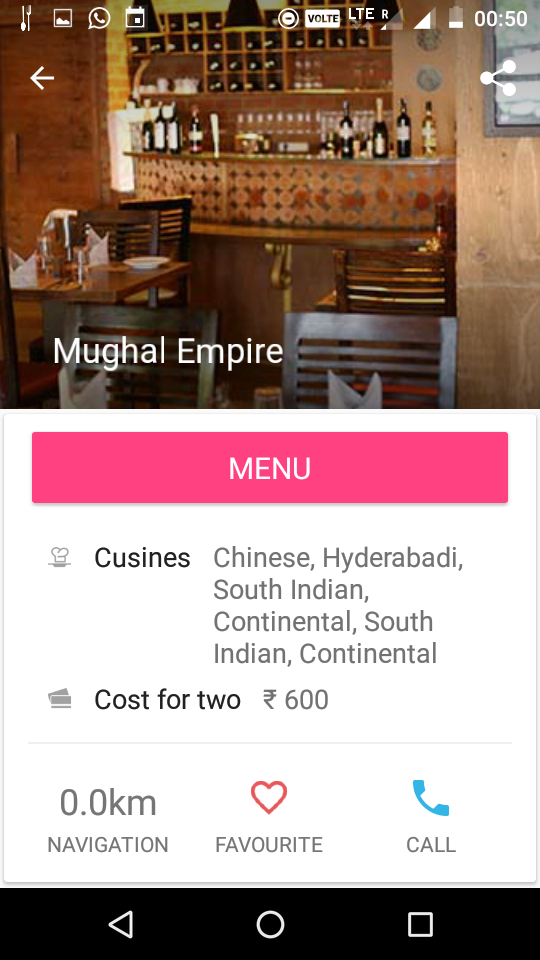 VOLTE LTE R 00:50
Mughal Empire
MENU
Cusines Chinese, Hyderabadi,
South Indian,
Continental, South
Indian, Continental
Cost for two ₹ 600
0.0km
NAVIGATION FAVOURITE CALL